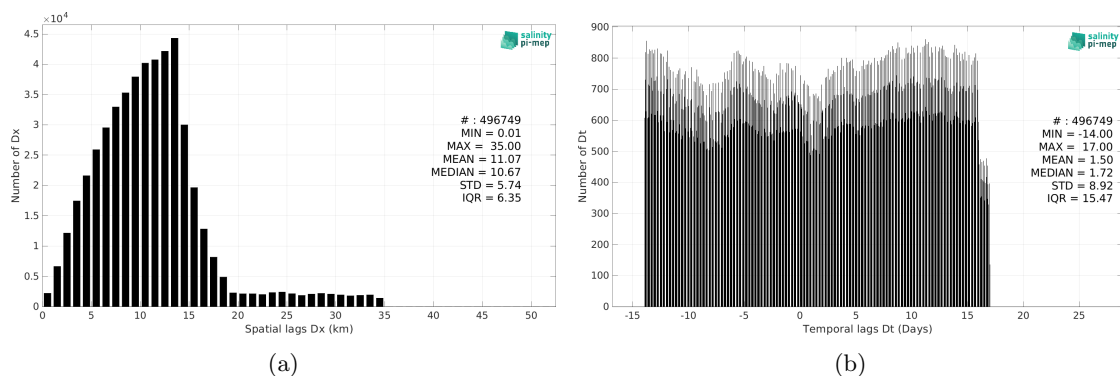 ×10⁴
4.5
4
3.5
3
2.5
2
1.5
1
0.5
0
Number of Dx
0 5 10 15 20 25 30 35 40 45 50
Spatial lags Dx (km)
salinity
pi-mep
# : 496749
MIN = 0.01
MAX = 35.00
MEAN = 11.07
MEDIAN = 10.67
STD = 5.74
IQR = 6.35
(a)
900
800
700
600
500
400
300
200
100
0
Number of Dt
-15 -10 -5 0 5 10 15 20 25
Temporal lags Dt (Days)
salinity
pi-mep
# : 496749
MIN = -14.00
MAX = 17.00
MEAN = 1.50
MEDIAN = 1.72
STD = 8.92
IQR = 15.47
(b)